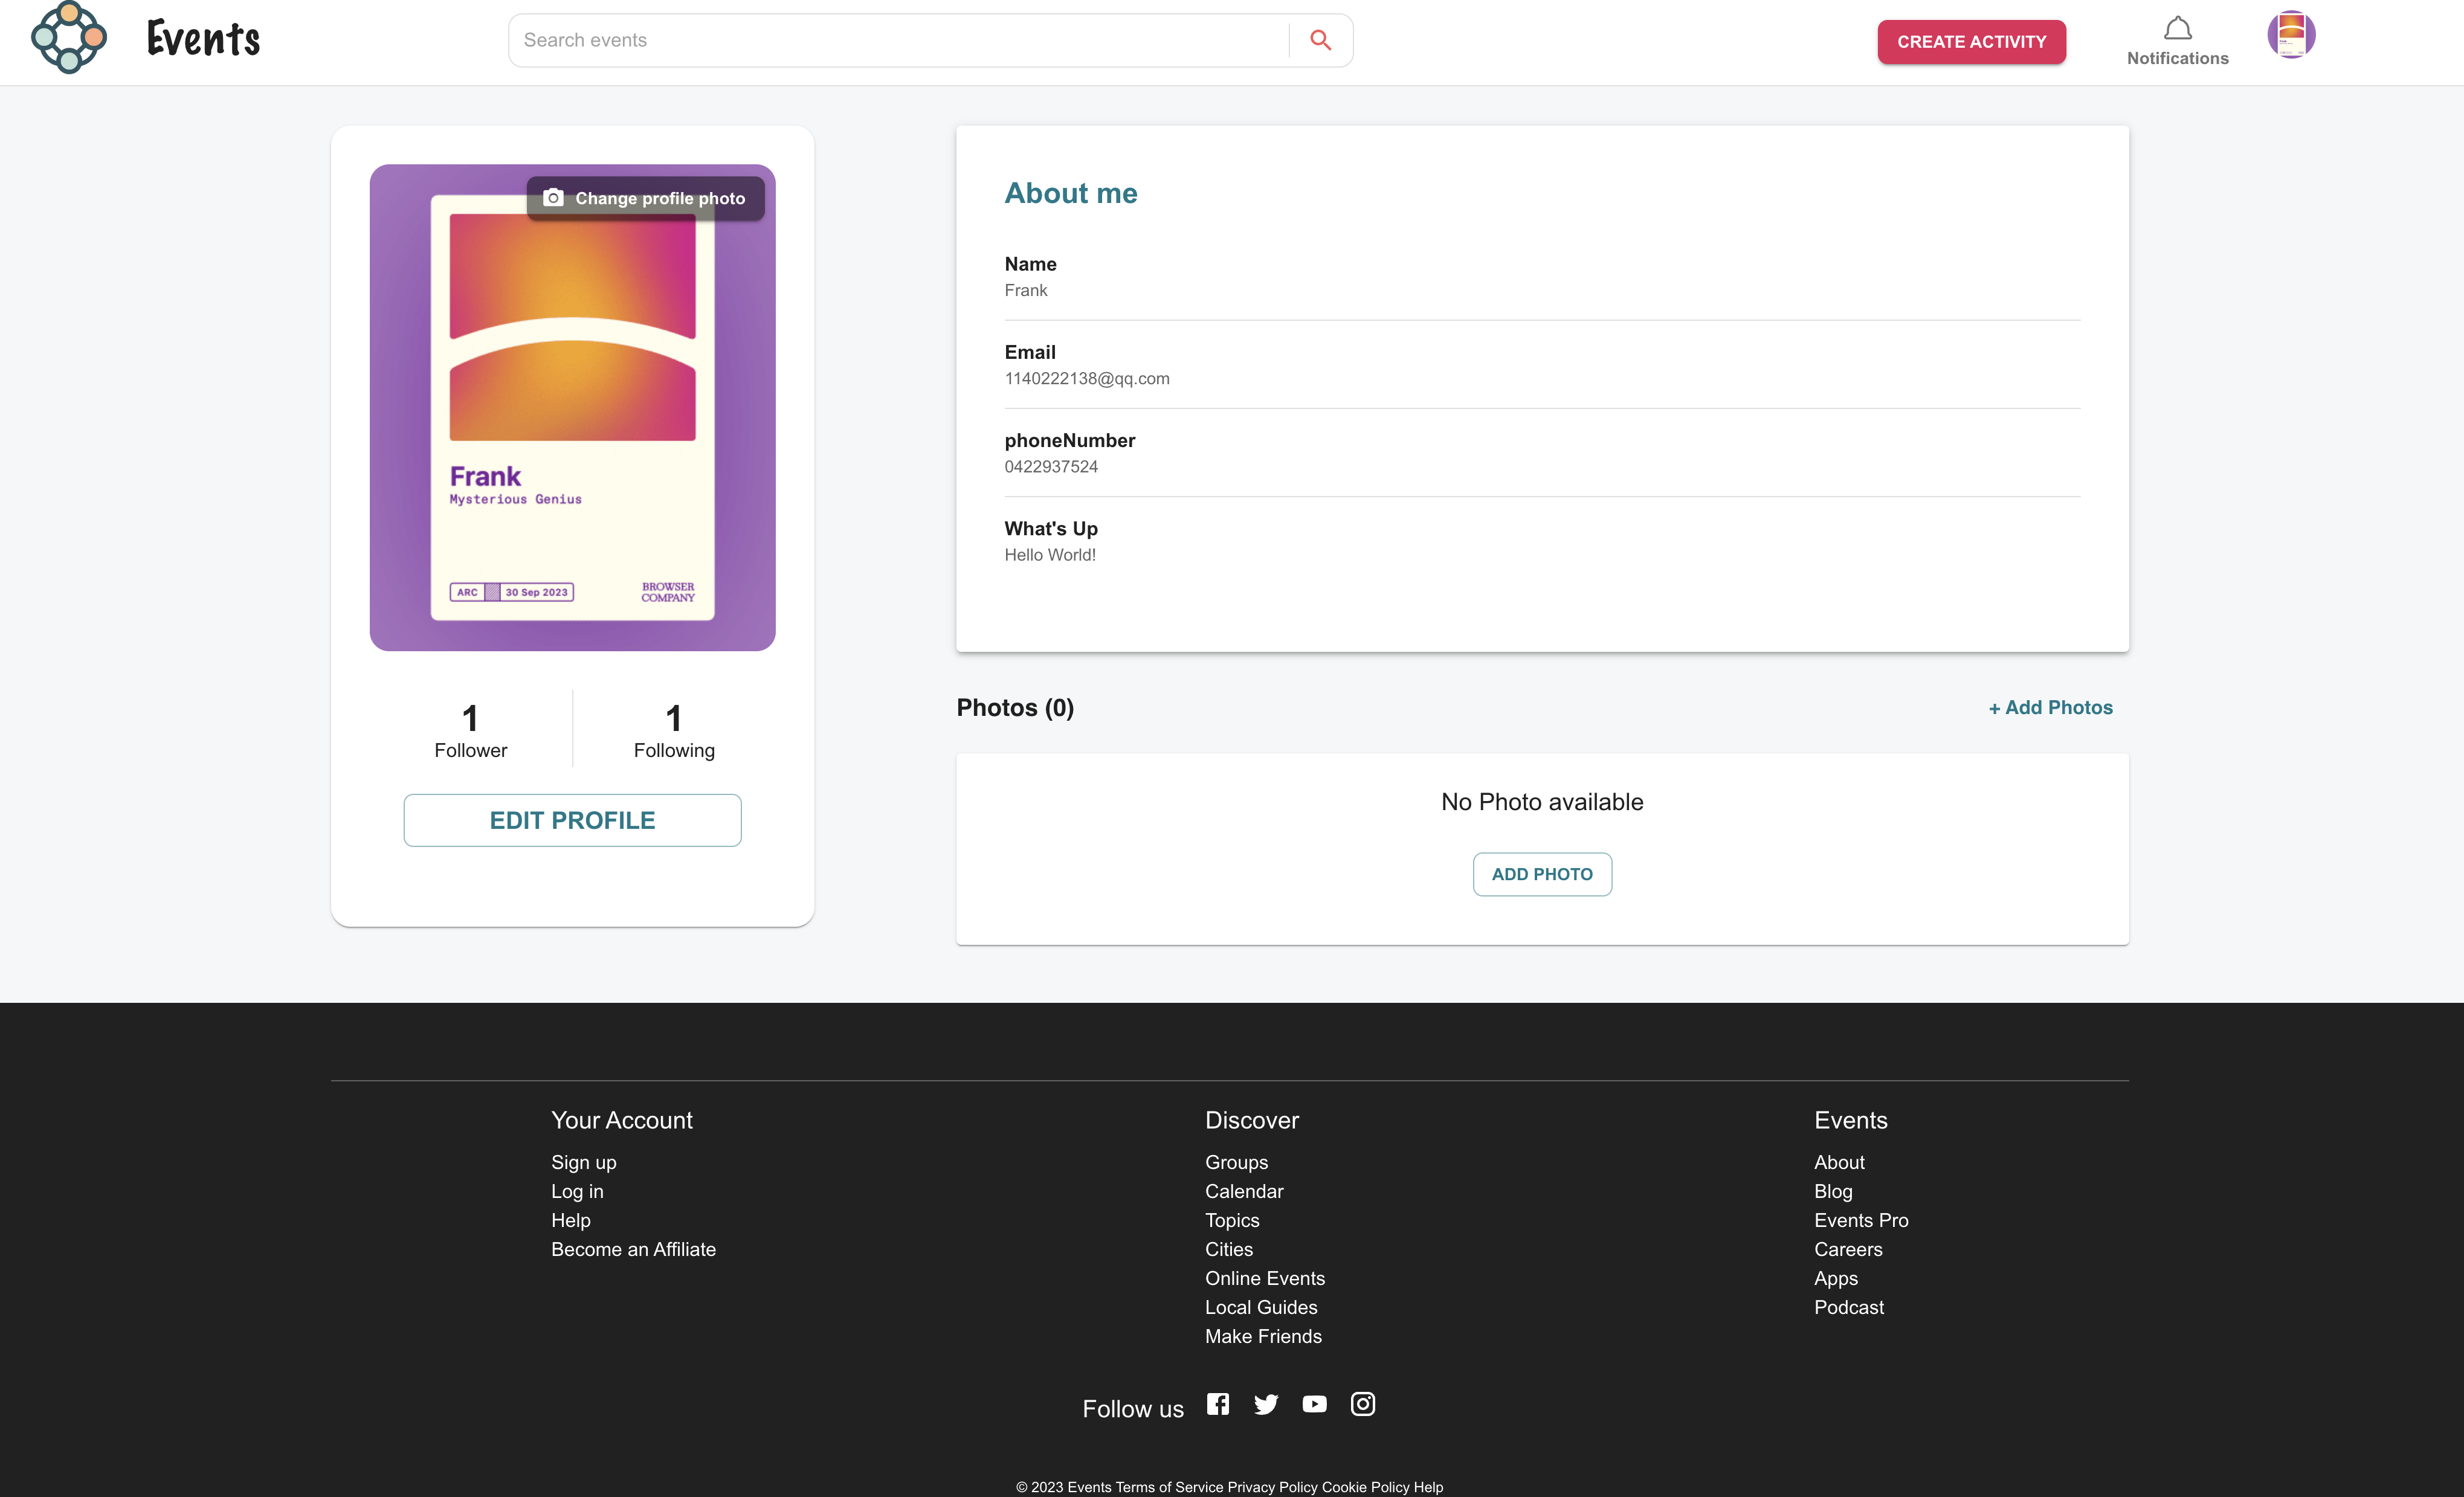 Events
Search events
CREATE ACTIVITY
Notifications
Change profile photo
Frank
Mysterious Genius
ARC 30 Sep 2023
BROWSER
COMPANY
1
Follower
1
Following
EDIT PROFILE
About me
Name
Frank
Email
1140222138@qq.com
phoneNumber
0422937524
What's Up
Hello World!
Photos (0)
+ Add Photos
No Photo available
ADD PHOTO
Your Account
Sign up
Log in
Help
Become an Affiliate
Discover
Groups
Calendar
Topics
Cities
Online Events
Local Guides
Make Friends
Events
About
Blog
Events Pro
Careers
Apps
Podcast
Follow us
© 2023 Events Terms of Service Privacy Policy Cookie Policy Help